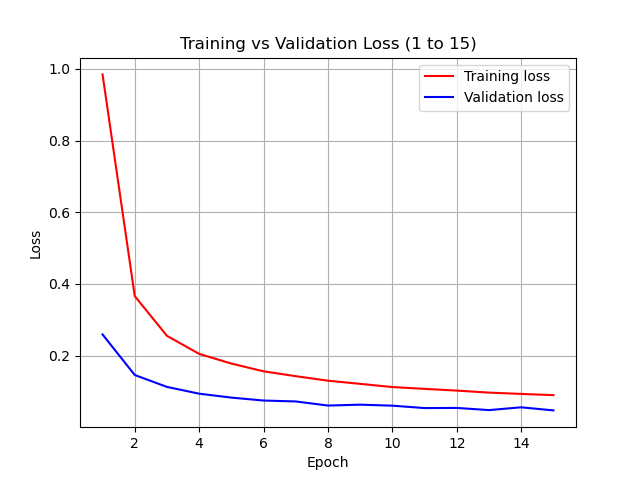 Training vs Validation Loss (1 to 15)
Training loss
Validation loss
1.0
0.8
0.6
0.4
0.2
Loss
2 4 6 8 10 12 14
Epoch